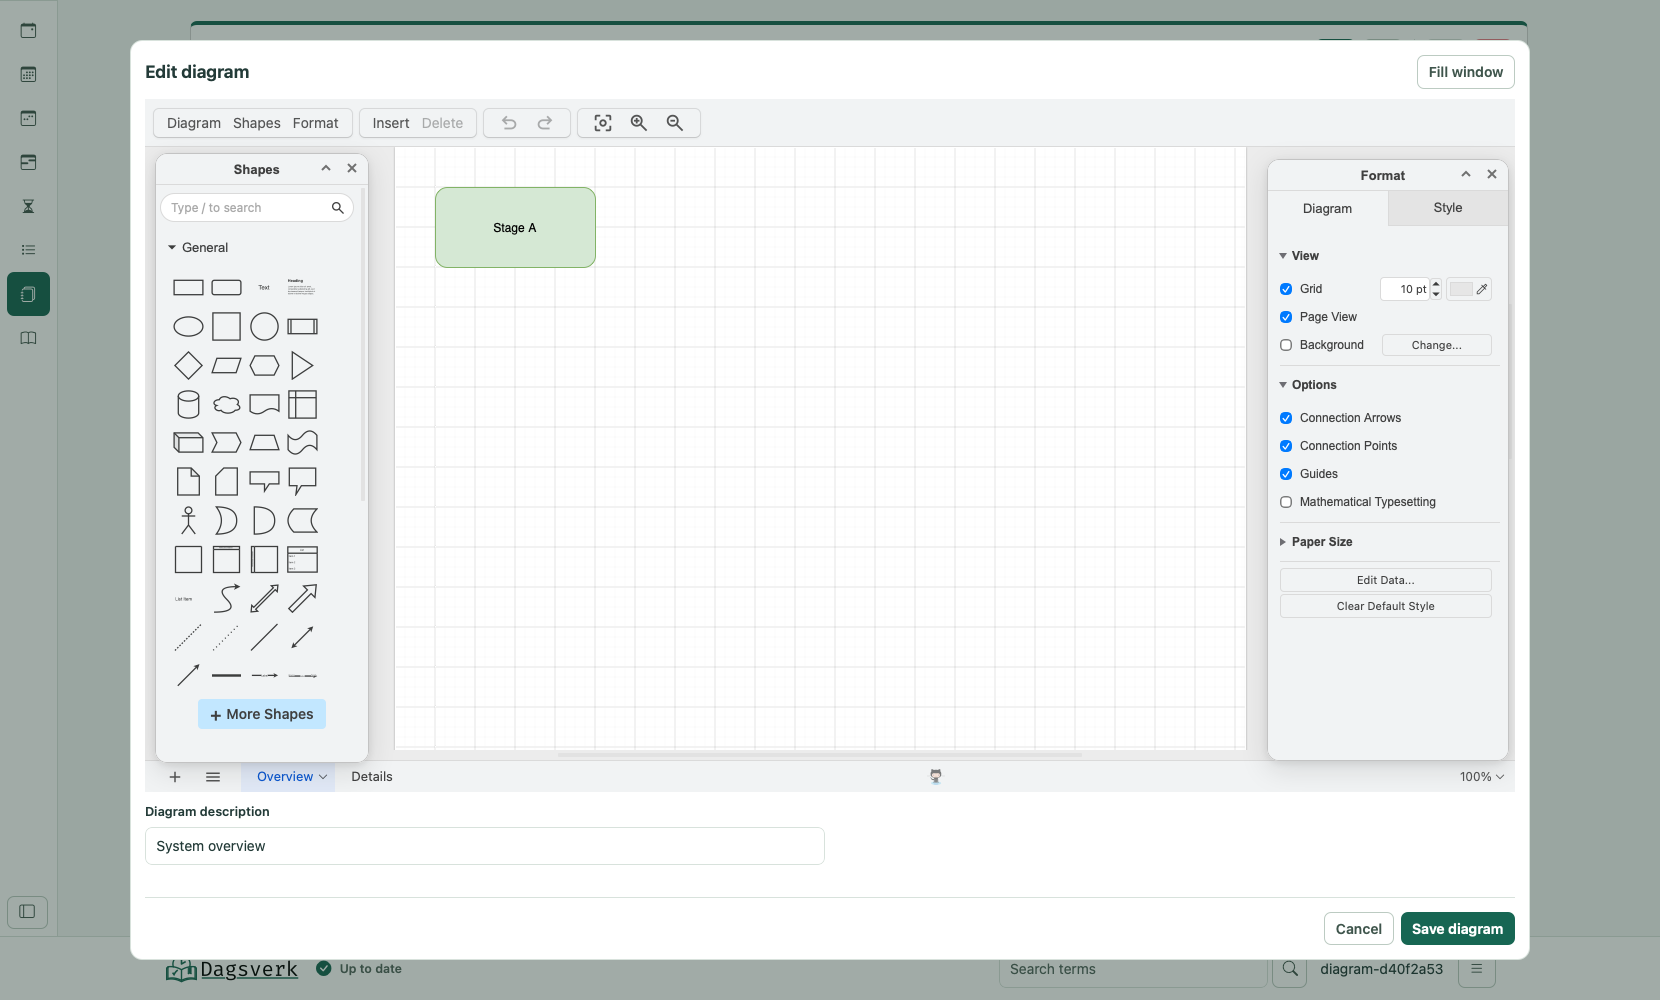 Edit diagram
Fill window
Diagram Shapes Format Insert Delete
Shapes
Type / to search
General
Text
Heading
List Item
+ More Shapes
Stage A
Format
Diagram
Style
View
Grid
10 pt
Page View
Background
Change...
Options
Connection Arrows
Connection Points
Guides
Mathematical Typesetting
Paper Size
Edit Data...
Clear Default Style
Overview
Details
100%
Diagram description
System overview
Cancel
Save diagram
Dagsverk
Up to date
Search terms
diagram-d40f2a53